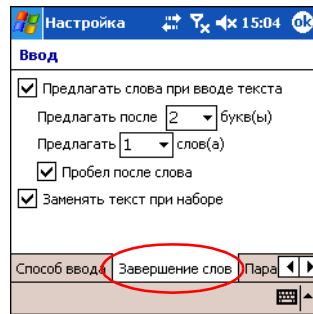 Настройка 15:04 ok
Ввод
Предлагать слова при вводе текста
Предлагать после 2 букв(ы)
Предлагать 1 слов(а)
Пробел после слова
Заменять текст при наборе
Способ ввода Завершение слов Пара